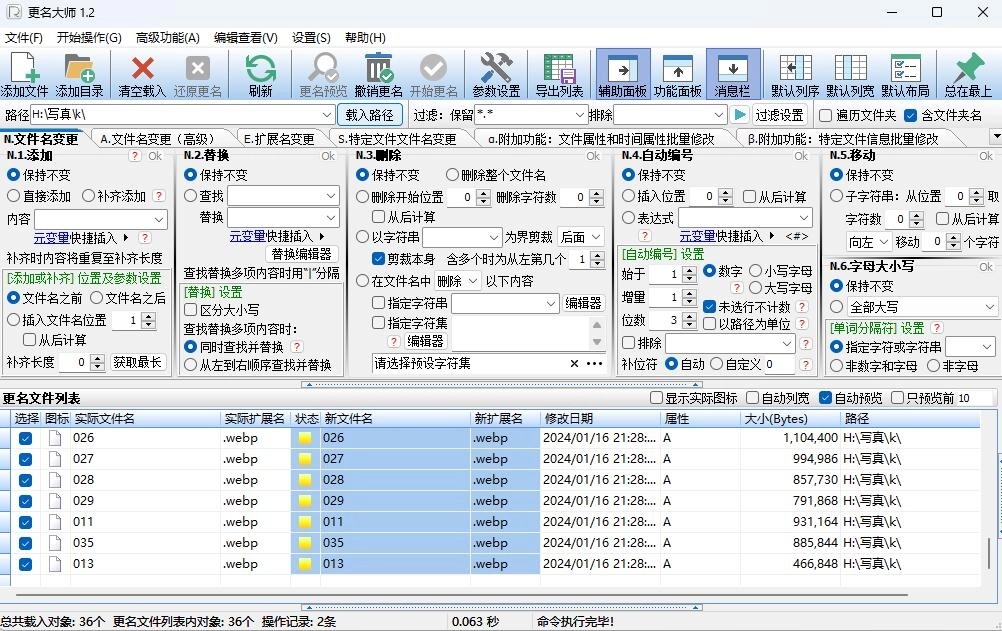 更名大师 1.2
文件(F) 开始操作(G) 高级功能(A) 编辑查看(V) 设置(S) 帮助(H)
添加文件 添加目录 清空载入 还原更名 刷新 更名预览 撤销更名 开始更名 参数设置 导出列表 辅助面板 功能面板 消息栏 默认列序 默认列宽 默认布局 总在最上
路径 H:\写真\k\ 载入路径 过滤: 保留 *.* 排除 过滤设置 遍历文件夹 含文件夹名
N.文件名变更 A.文件名变更（高级） E.扩展名变更 S.特定文件文件名变更 α.附加功能：文件属性和时间属性批量修改 β.附加功能：特定文件信息批量修改
N.1.添加 ? Ok
保持不变
直接添加 补齐添加 ?
内容
元变量快捷插入 ?
补齐时内容将重复至补齐长度
[添加或补齐] 位置及参数设置
文件名之前 文件名之后
插入文件名位置 1
从后计算
补齐长度 0 获取最长
N.2.替换 Ok
保持不变
查找
替换
元变量快捷插入
替换编辑器
查找替换多项内容时用"|"分隔
[替换] 设置
区分大小写
查找替换多项内容时:
同时查找并替换 ?
从左到右顺序查找并替换
N.3.删除 Ok
保持不变 删除整个文件名
删除开始位置 0 删除字符数 0
从后计算
以字符串 为界剪裁 后面
剪裁本身 含多个时为从左第几个 1
在文件名中 删除 以下内容
指定字符串 编辑器
指定字符集
? 编辑器
请选择预设字符集
N.4.自动编号 Ok
保持不变
插入位置 0 从后计算
表达式
? 元变量快捷插入 <#>
[自动编号] 设置
始于 1 数字 小写字母
? 大写字母
增量 1 未选行不计数 ?
位数 3 以路径为单位 ?
排除 ?
补位符 自动 自定义 0 ?
N.5.移动 Ok
保持不变
子字符串: 从位置 0 取
字符数 0 从后计算
向左 移动 0 个字符
N.6.字母大小写 Ok
保持不变
全部大写
[单词分隔符] 设置 ?
指定字符或字符串
非数字和字母 非字母
更名文件列表 显示实际图标 自动列宽 自动预览 只预览前 10
选择 图标 实际文件名 实际扩展名 状态 新文件名 新扩展名 修改日期 属性 大小(Bytes) 路径
026 .webp 026 .webp 2024/01/16 21:28:... A 1,104,400 H:\写真\k\
027 .webp 027 .webp 2024/01/16 21:28:... A 994,986 H:\写真\k\
028 .webp 028 .webp 2024/01/16 21:28:... A 857,730 H:\写真\k\
029 .webp 029 .webp 2024/01/16 21:28:... A 791,868 H:\写真\k\
011 .webp 011 .webp 2024/01/16 21:28:... A 931,164 H:\写真\k\
035 .webp 035 .webp 2024/01/16 21:28:... A 885,844 H:\写真\k\
013 .webp 013 .webp 2024/01/16 21:28:... A 466,848 H:\写真\k\
总共载入对象: 36个 更名文件列表内对象: 36个 操作记录: 2条 0.063 秒 命令执行完毕!